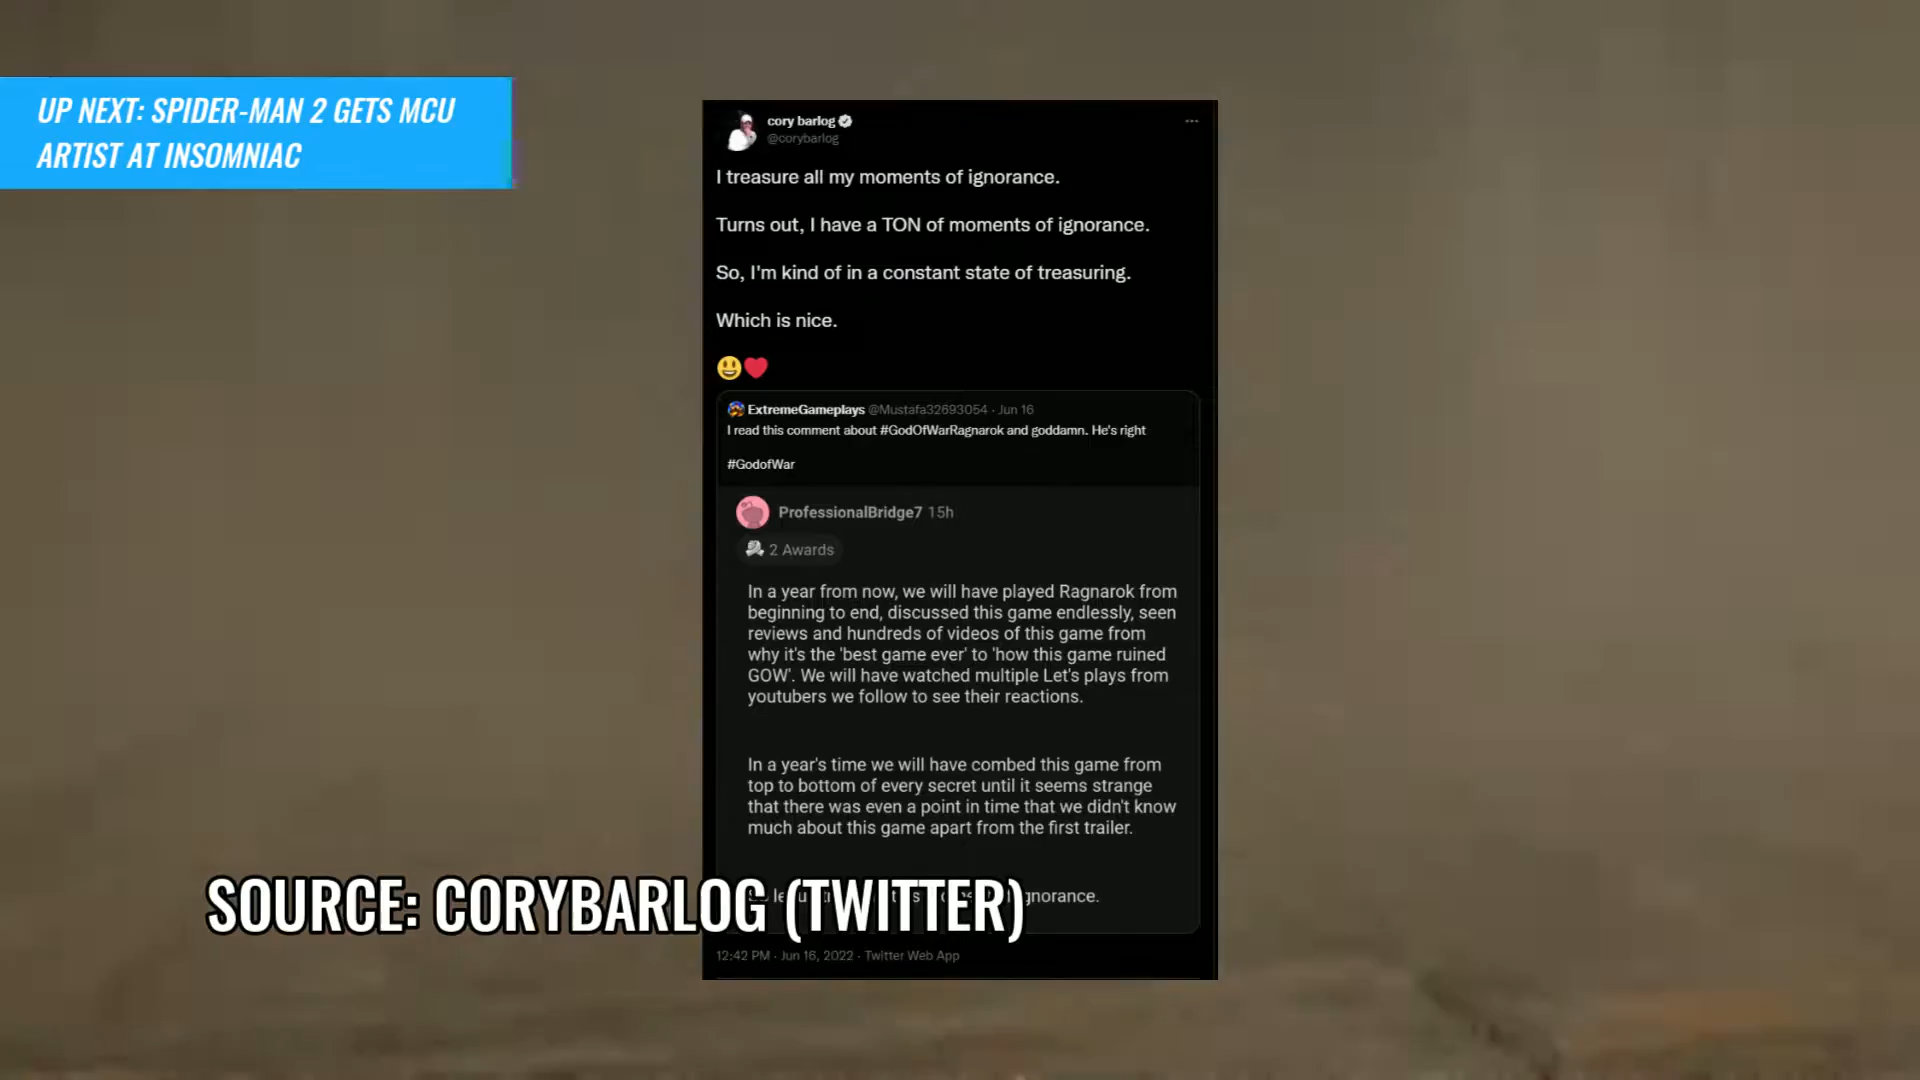 UP NEXT: SPIDER-MAN 2 GETS MCU
ARTIST AT INSOMNIAC
cory barlog
@corybarlog
I treasure all my moments of ignorance.
Turns out, I have a TON of moments of ignorance.
So, I'm kind of in a constant state of treasuring.
Which is nice.
😃❤️
ExtremeGameplays @Mustafa32693054 · Jun 16
I read this comment about #GodOfWarRagnarok and goddamn. He's right
#GodofWar
ProfessionalBridge7 15h
2 Awards
In a year from now, we will have played Ragnarok from
beginning to end, discussed this game endlessly, seen
reviews and hundreds of videos of this game from
why it's the 'best game ever' to 'how this game ruined
GOW'. We will have watched multiple Let's plays from
youtubers we follow to see their reactions.
In a year's time we will have combed this game from
top to bottom of every secret until it seems strange
that there was even a point in time that we didn't know
much about this game apart from the first trailer.
ignorance.
SOURCE: CORYBARLOG (TWITTER)
12:42 PM · Jun 16, 2022 · Twitter Web App